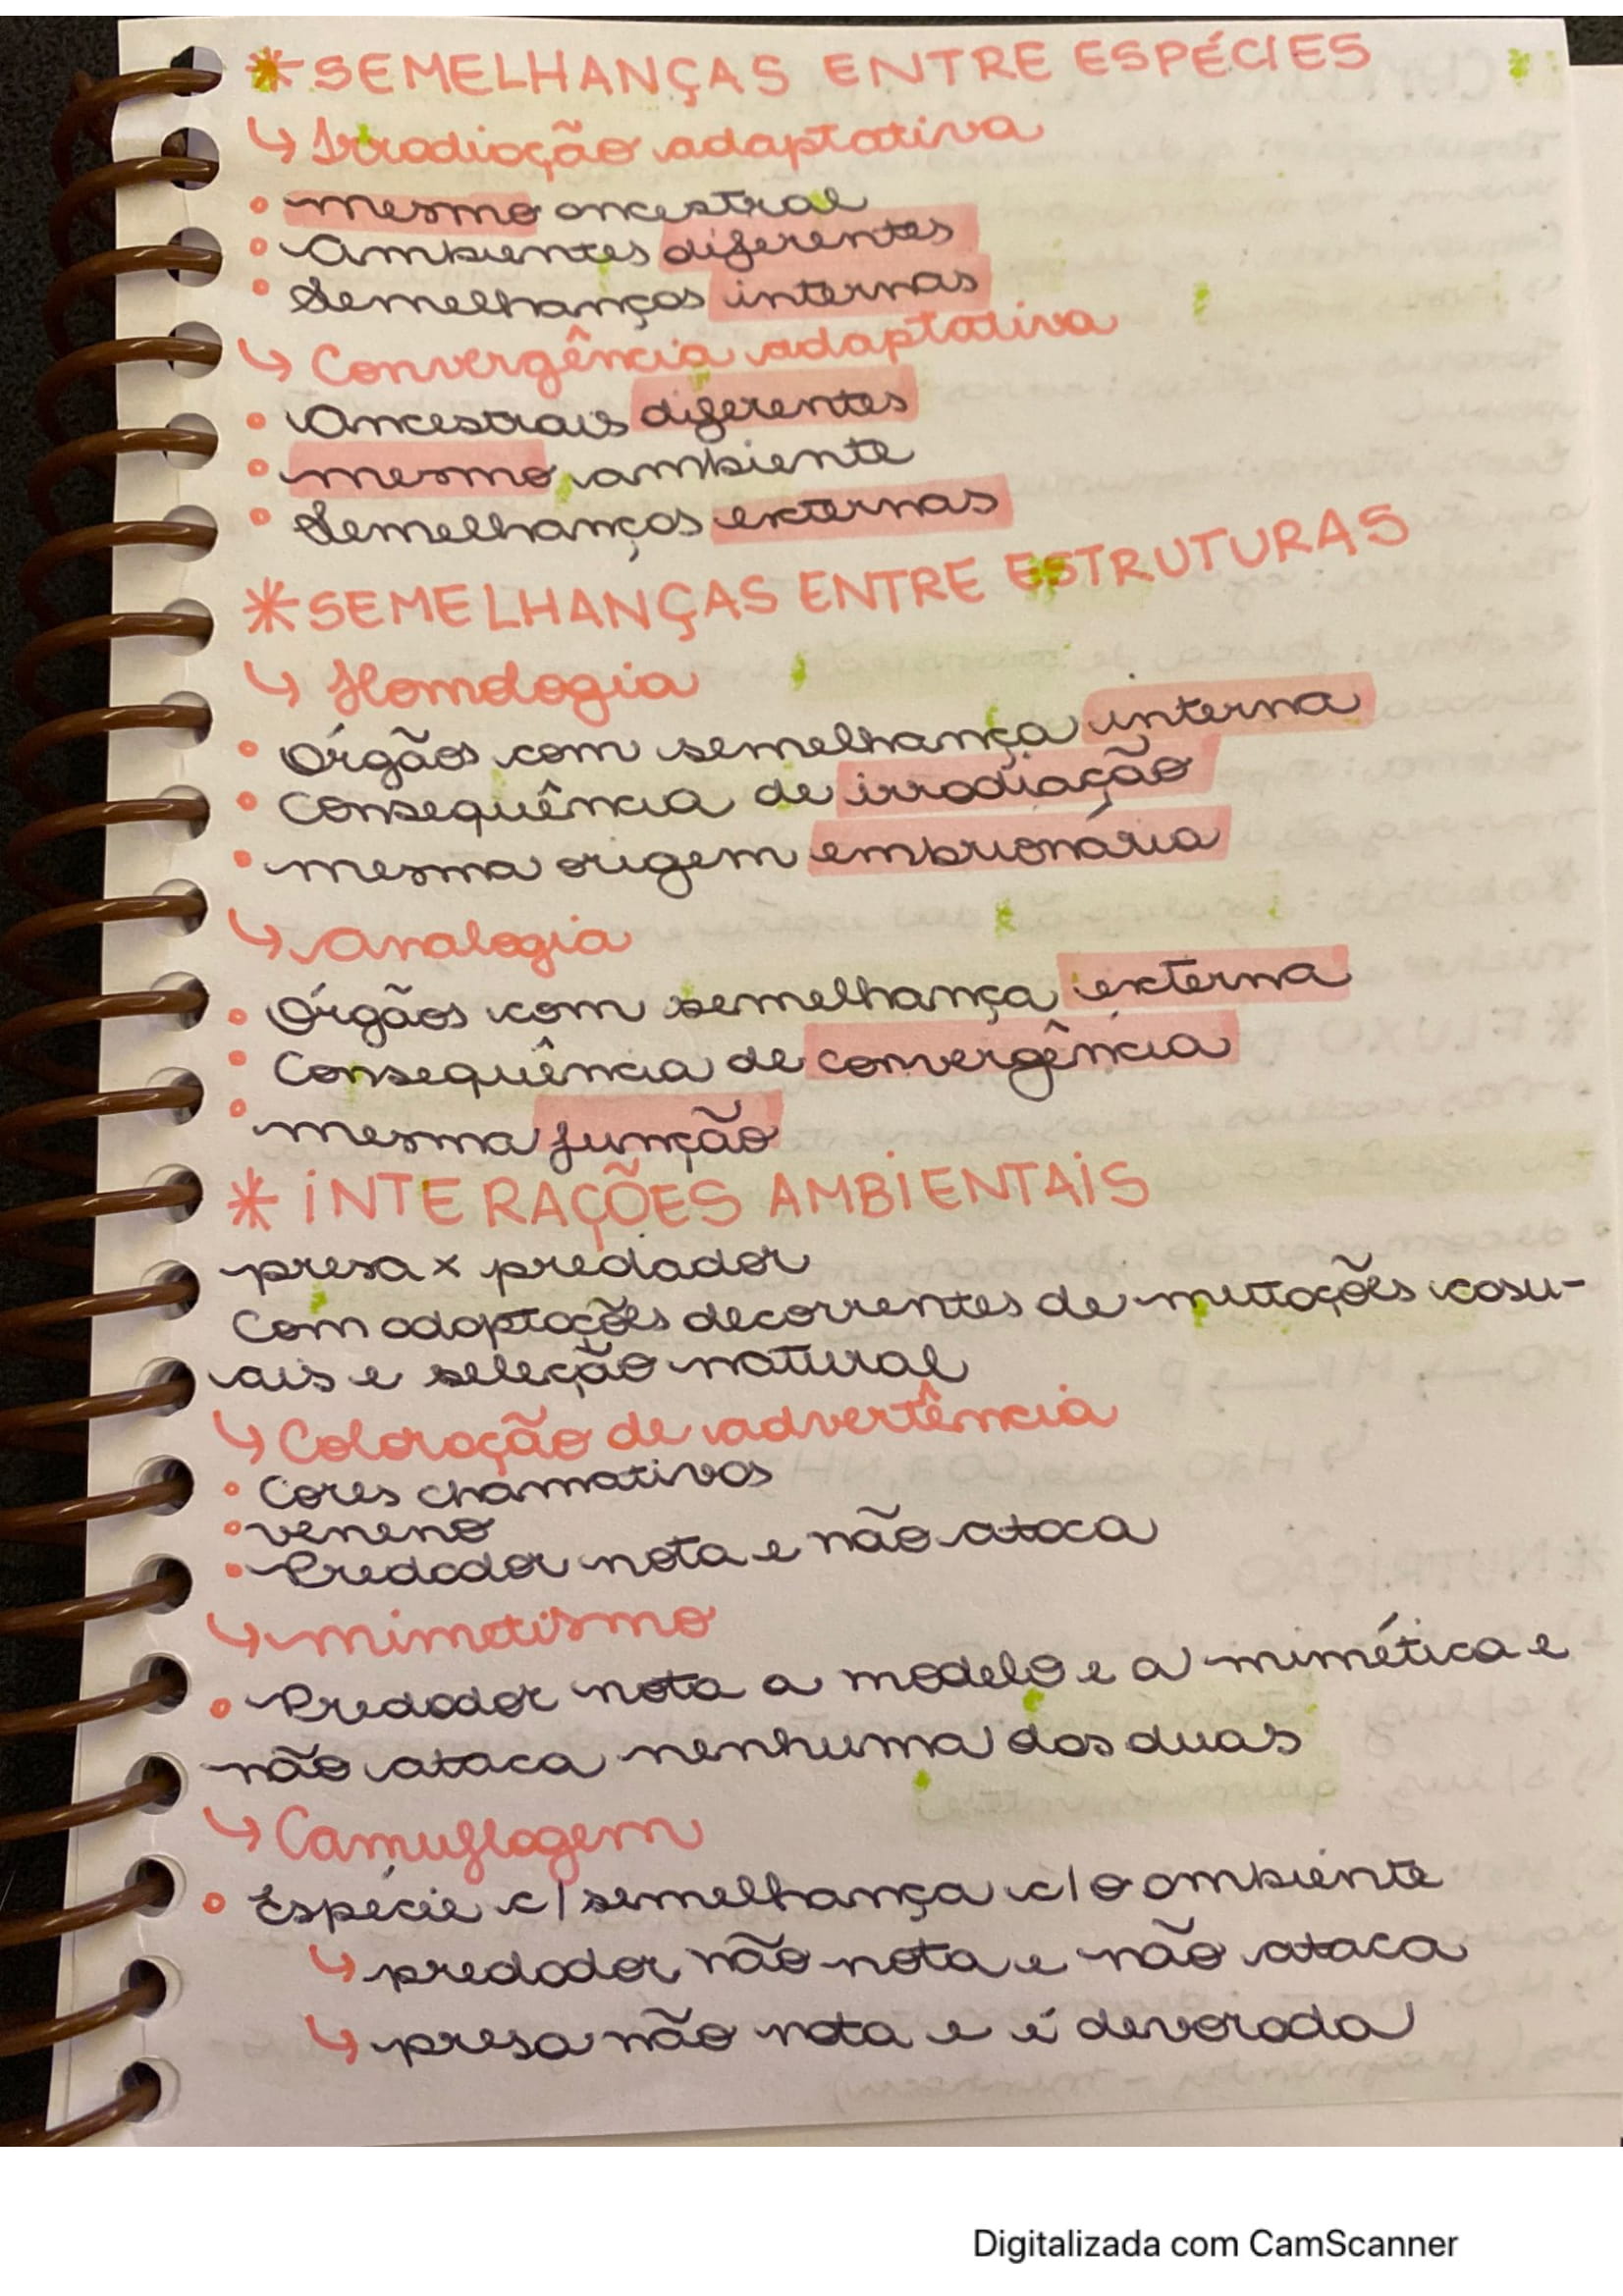 *SEMELHANÇAS ENTRE ESPÉCIES
↳ Irradiação adaptativa
• mesmo ancestral
• Ambientes diferentes
• Semelhanças internas
↳ Convergência adaptativa
• Ancestrais diferentes
• mesmo ambiente
• Semelhanças externas
*SEMELHANÇAS ENTRE ESTRUTURAS
↳ Homologia
• Órgãos com semelhança interna
• Consequência de irradiação
• mesma origem embrionária
↳ Analogia
• Órgãos com semelhança externa
• Consequência de convergência
• mesma função
* INTERAÇÕES AMBIENTAIS
presa x predador
Com adaptações decorrentes de mutações casu-
ais e seleção natural
↳ Coloração de advertência
• Cores chamativas
• veneno
• Predador nota e não ataca
↳ mimetismo
• Predador nota a modelo e a mimética e
não ataca nenhuma das duas
↳ Camuflagem
• Espécie c/ semelhança c/ o ambiente
↳ predador não nota e não ataca
↳ presa não nota e é devorada
Digitalizada com CamScanner